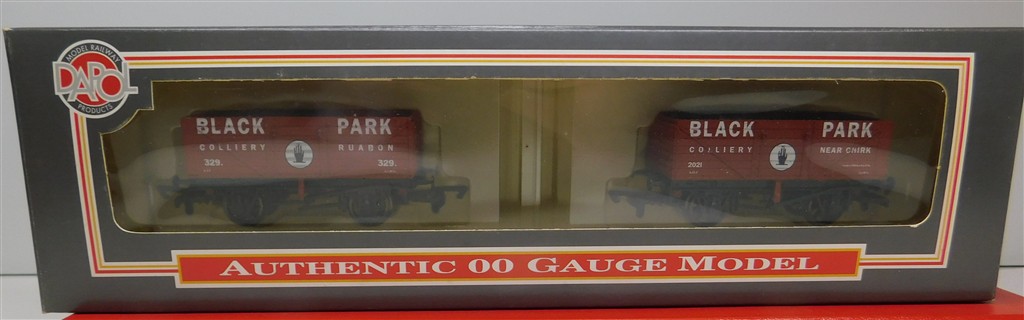 MODEL RAILWAY
DAPOL
PRODUCTS
BLACK PARK
COLLIERY RUABON
329. 329.
BLACK PARK
COLLIERY NEAR CHIRK
2021
AUTHENTIC 00 GAUGE MODEL